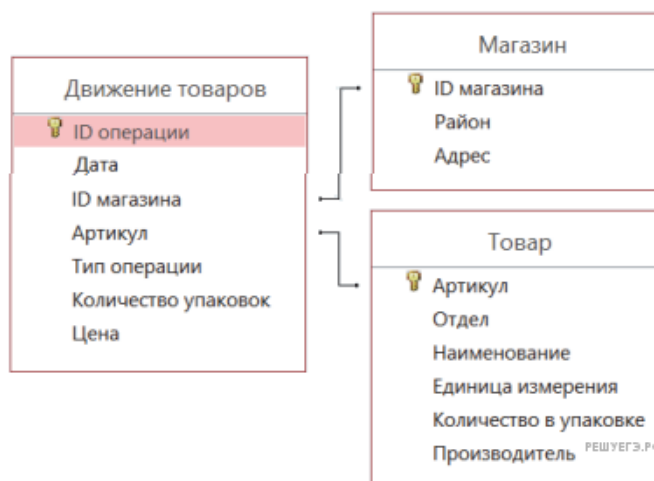 Движение товаров
ID операции
Дата
ID магазина
Артикул
Тип операции
Количество упаковок
Цена
Магазин
ID магазина
Район
Адрес
Товар
Артикул
Отдел
Наименование
Единица измерения
Количество в упаковке
Производитель